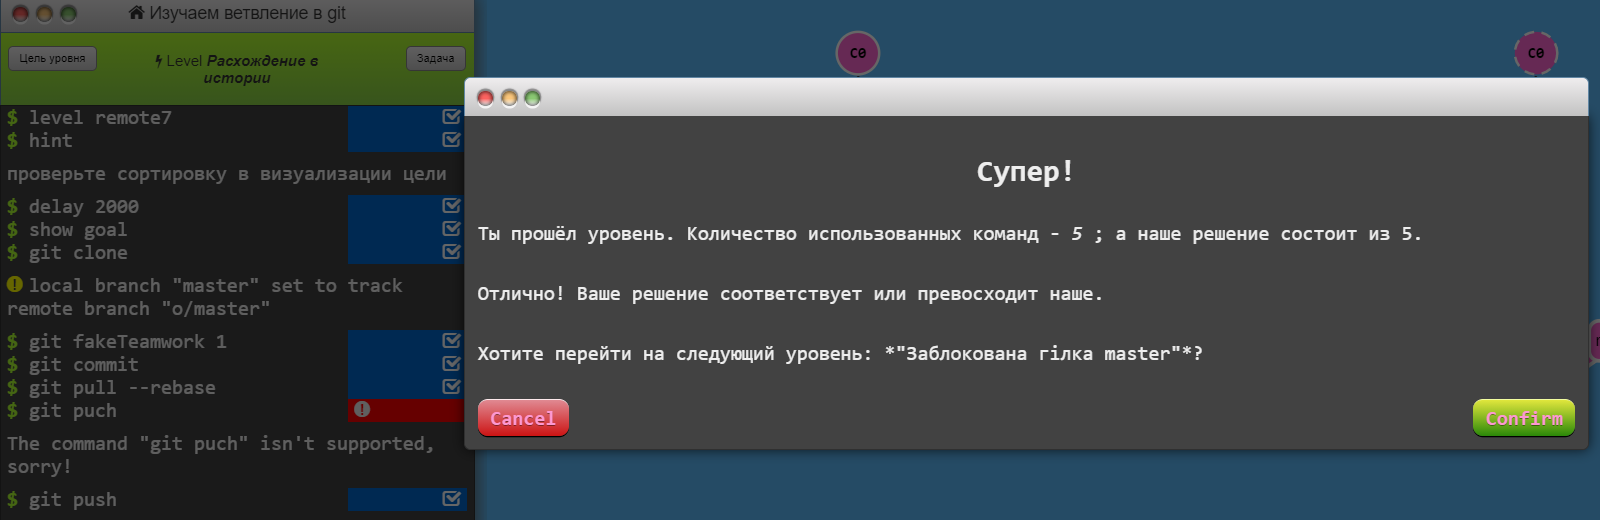 Изучаем ветвление в git
Цель уровня
Level Расхождение в
истории
Задача
$ level remote7
$ hint
проверьте сортировку в визуализации цели
$ delay 2000
$ show goal
$ git clone
local branch "master" set to track
remote branch "o/master"
$ git fakeTeamwork 1
$ git commit
$ git pull --rebase
$ git puch
The command "git puch" isn't supported,
sorry!
$ git push
C0
C0
Супер!
Ты прошёл уровень. Количество использованных команд - 5 ; а наше решение состоит из 5.
Отлично! Ваше решение соответствует или превосходит наше.
Хотите перейти на следующий уровень: *"Заблокована гілка master"*?
Cancel
Confirm